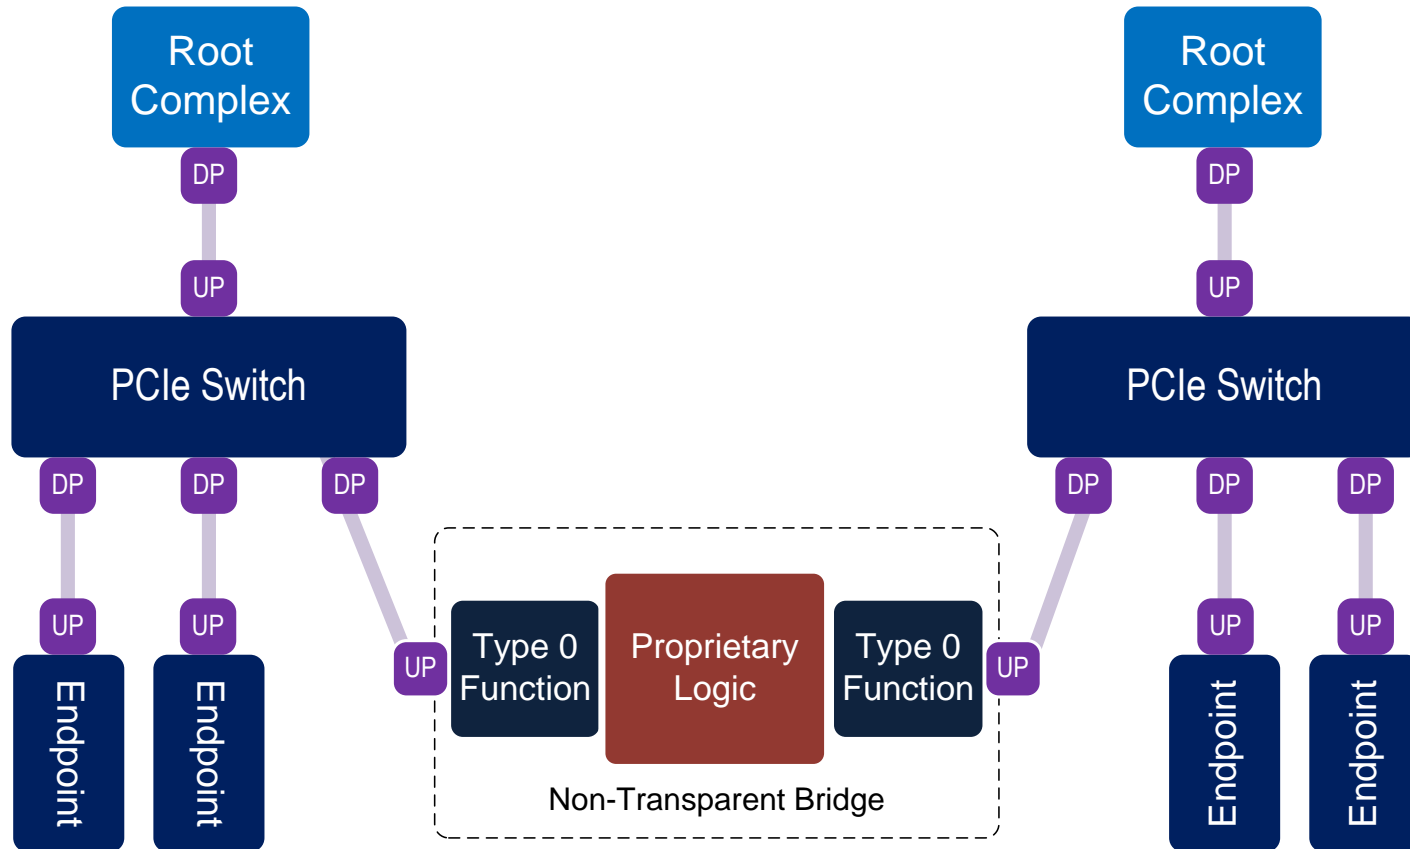 Root
Complex
Root
Complex
DP
DP
UP
UP
PCIe Switch
PCIe Switch
DP
DP
DP
DP
DP
DP
UP
UP
UP
UP
UP
UP
Type 0
Function
Proprietary
Logic
Type 0
Function
Endpoint
Endpoint
Endpoint
Endpoint
Non-Transparent Bridge